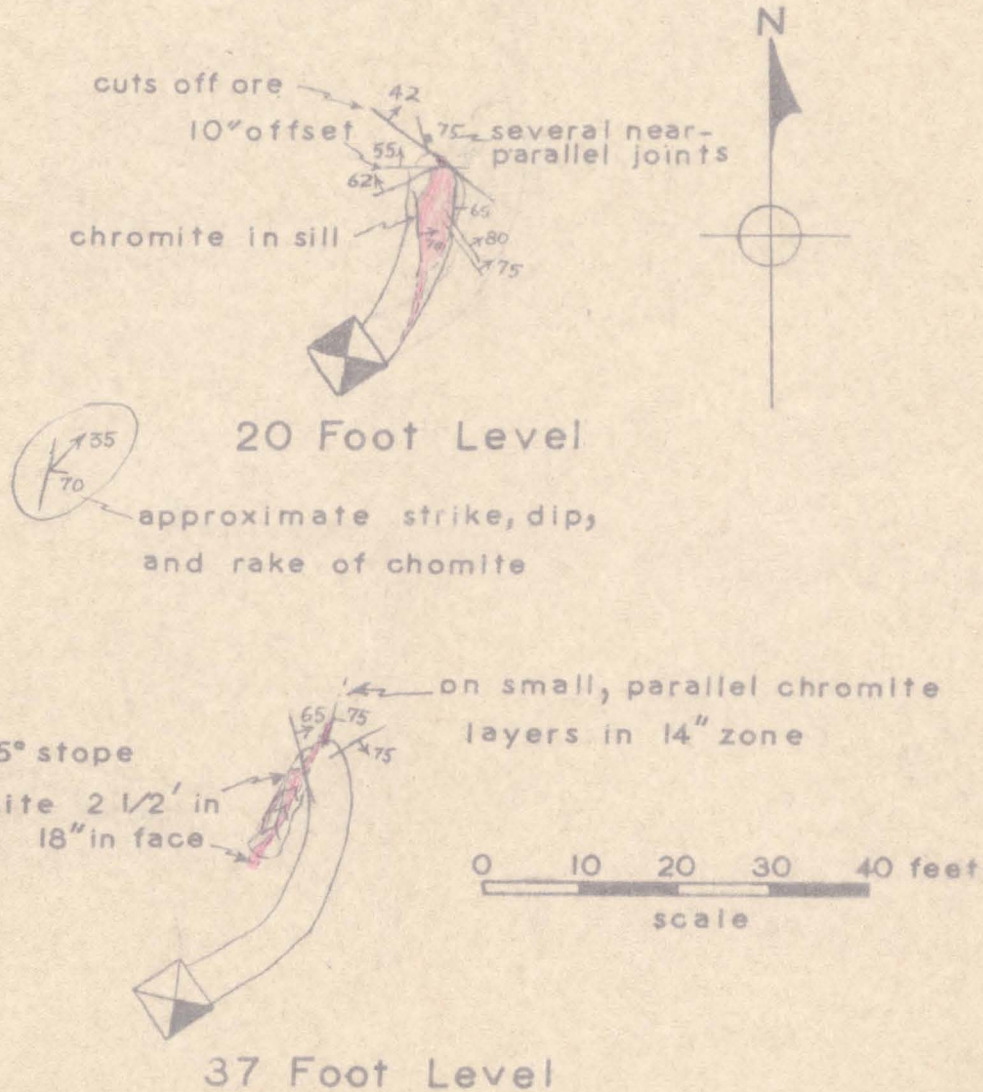 N
cuts off ore
42
10" offset
75
several near-
parallel joints
55
62
65
chromite in sill
70
80
75
20 Foot Level
35
70
approximate strike, dip,
and rake of chomite
on small, parallel chromite
layers in 14" zone
65
75
75
5° stope
ite 2 1/2' in
18" in face
0 10 20 30 40 feet
scale
37 Foot Level